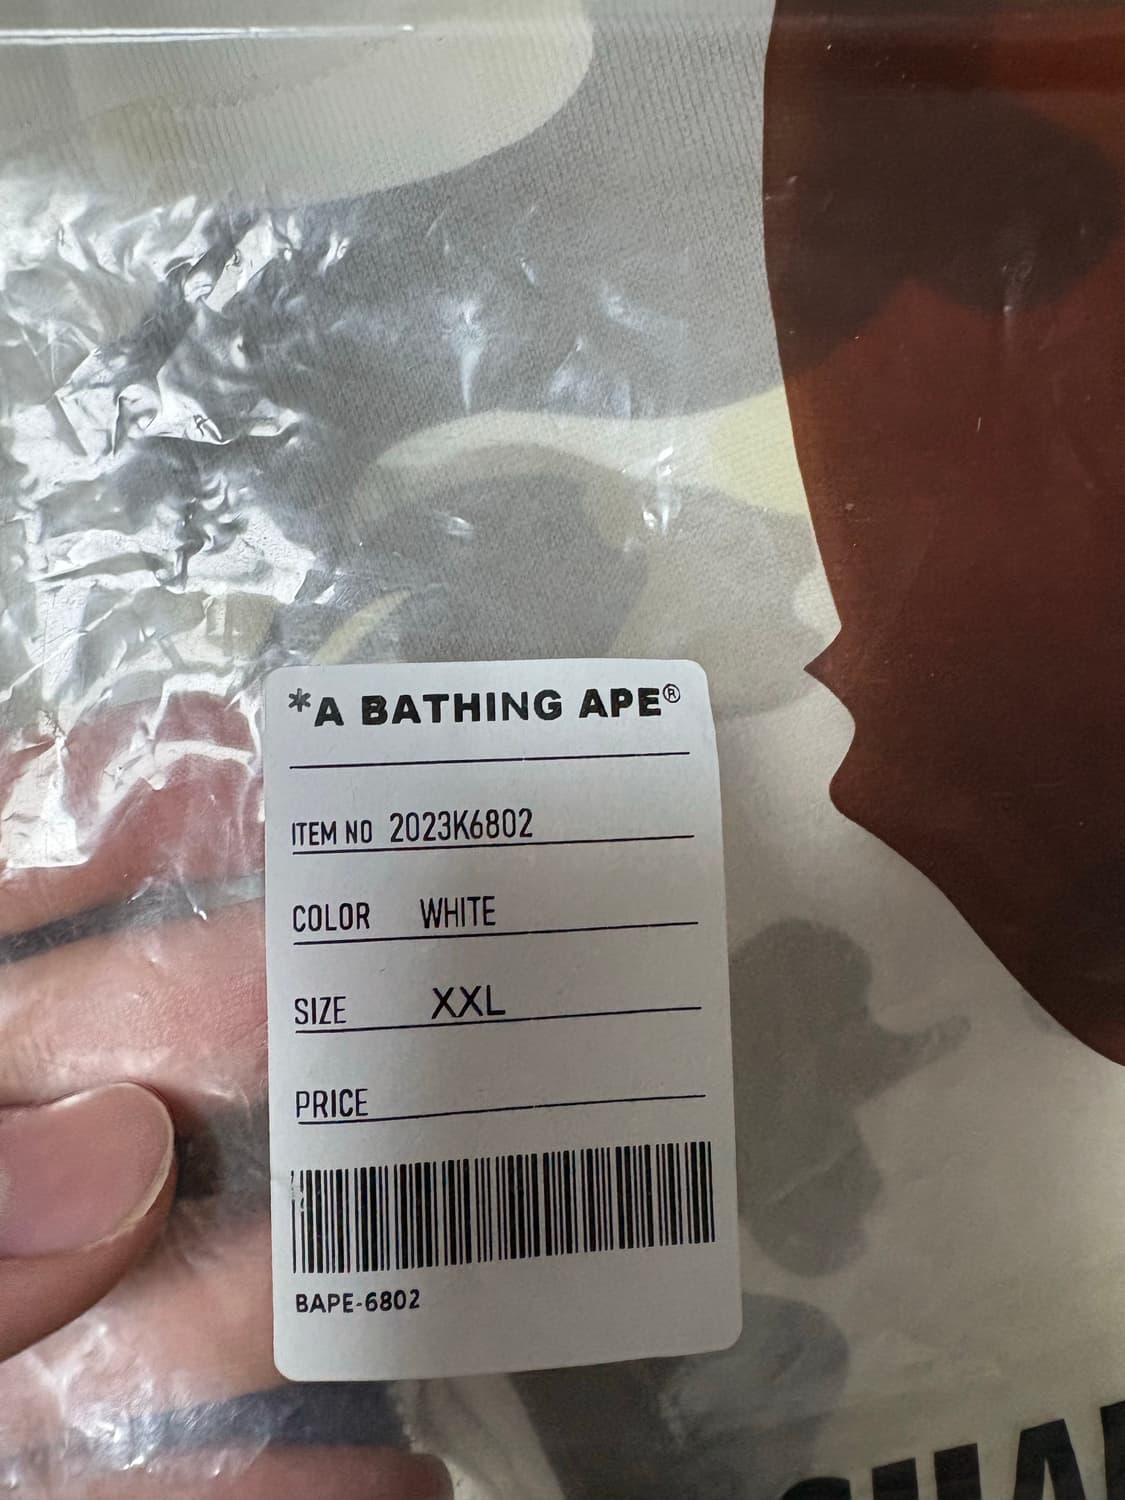 *A BATHING APE®
ITEM NO 2023K6802
COLOR WHITE
SIZE XXL
PRICE
BAPE-6802